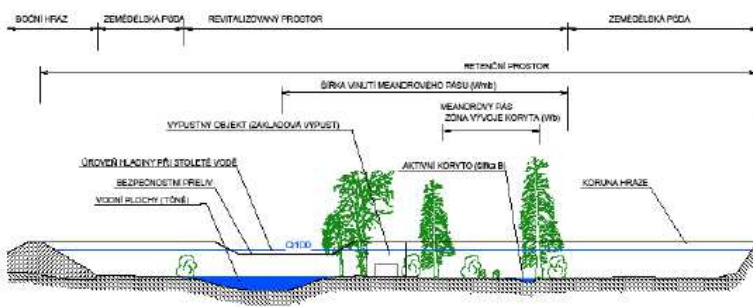 BOČNÍ HRÁZ
ZEMĚDĚLSKÁ PŮDA
REVITALIZOVANÝ PROSTOR
ZEMĚDĚLSKÁ PŮDA
RETENČNÍ PROSTOR
ŠÍŘKA VINUTÍ MEANDROVÉHO PÁSU (Wmb)
MEANDROVÝ PÁS
ZÓNA VÝVOJE KORYTA (Wb)
VÝPUSTNÝ OBJEKT (ZÁKLADOVÁ VÝPUST)
ÚROVEŇ HLADINY PŘI STOLETÉ VODĚ
AKTIVNÍ KORYTO (šířka B)
BEZPEČNOSTNÍ PŘELIV
KORUNA HRÁZE
VODNÍ PLOCHY (TŮNĚ)
Q100